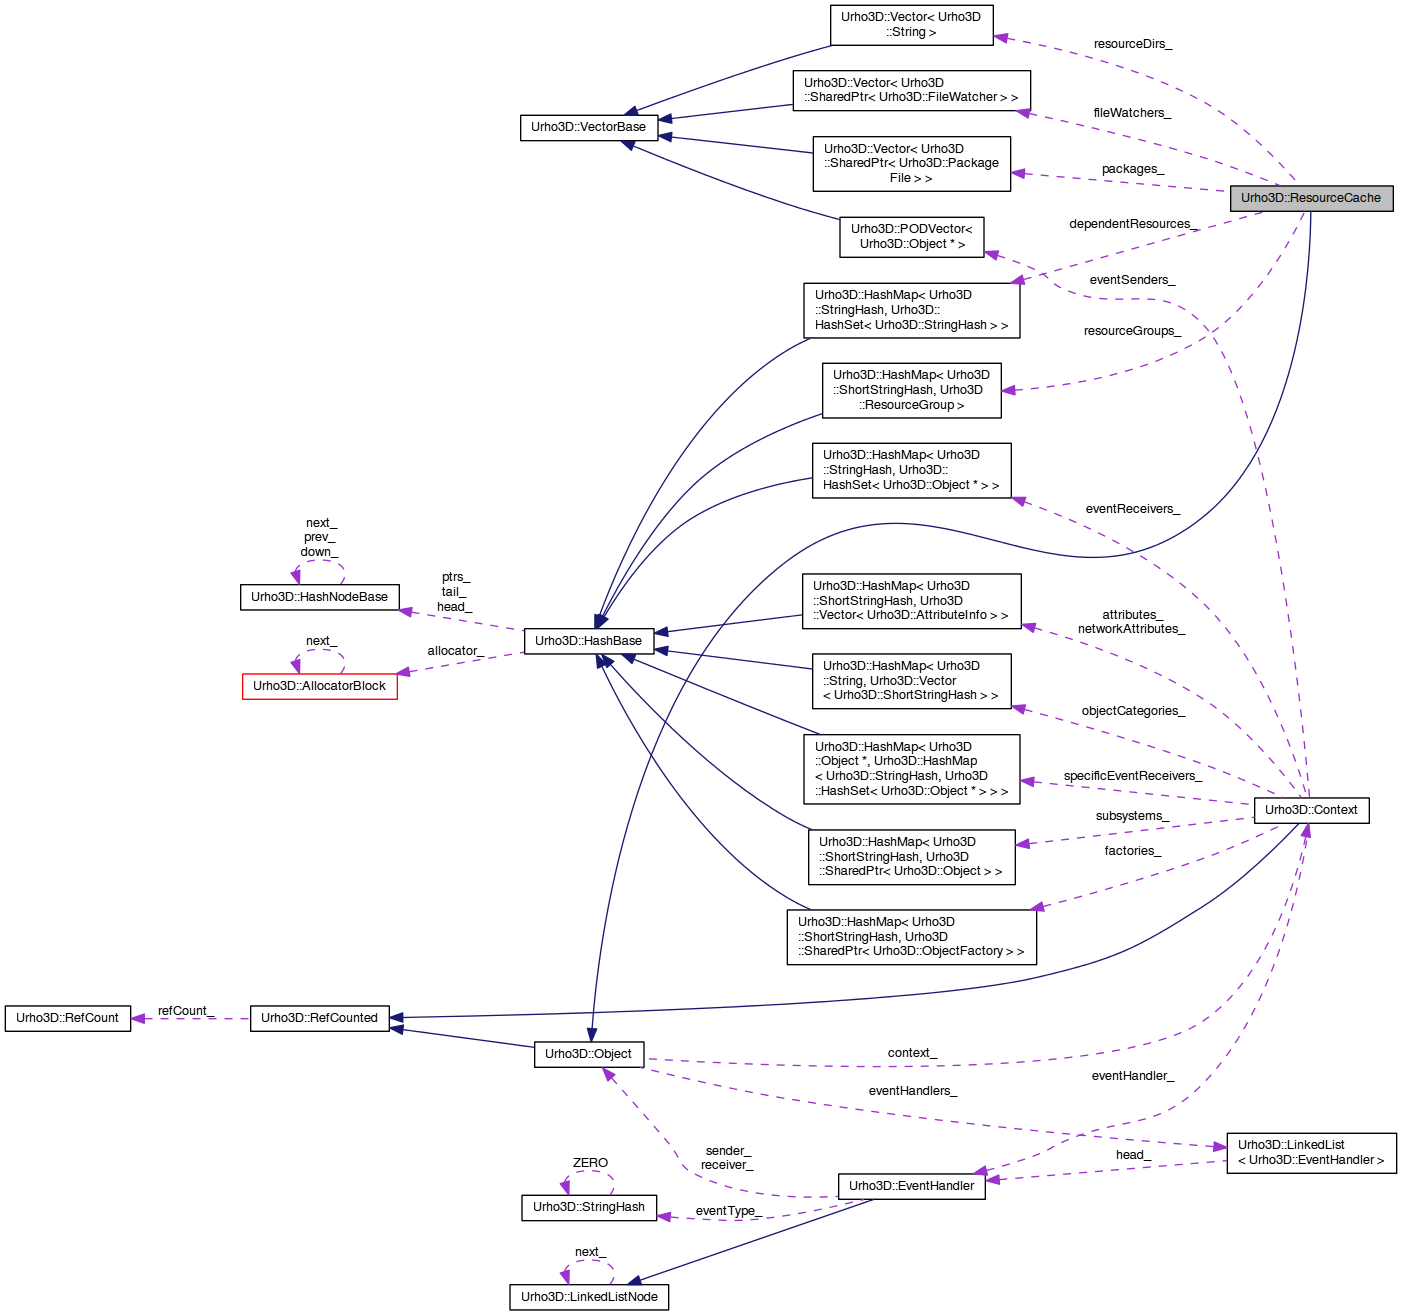 Urho3D::Vector< Urho3D
::String >
resourceDirs_
Urho3D::Vector< Urho3D
::SharedPtr< Urho3D::FileWatcher > >
fileWatchers_
Urho3D::VectorBase
Urho3D::Vector< Urho3D
::SharedPtr< Urho3D::Package
File > >
packages_
Urho3D::ResourceCache
Urho3D::PODVector<
Urho3D::Object * >
dependentResources_
eventSenders_
Urho3D::HashMap< Urho3D
::StringHash, Urho3D::
HashSet< Urho3D::StringHash > >
resourceGroups_
Urho3D::HashMap< Urho3D
::ShortStringHash, Urho3D
::ResourceGroup >
Urho3D::HashMap< Urho3D
::StringHash, Urho3D::
HashSet< Urho3D::Object * > >
eventReceivers_
next_
prev_
down_
Urho3D::HashNodeBase
ptrs_
tail_
head_
Urho3D::HashMap< Urho3D
::ShortStringHash, Urho3D
::Vector< Urho3D::AttributeInfo > >
attributes_
networkAttributes_
Urho3D::HashBase
next_
allocator_
Urho3D::AllocatorBlock
Urho3D::HashMap< Urho3D
::String, Urho3D::Vector
< Urho3D::ShortStringHash > >
objectCategories_
Urho3D::HashMap< Urho3D
::Object *, Urho3D::HashMap
< Urho3D::StringHash, Urho3D
::HashSet< Urho3D::Object * > > >
specificEventReceivers_
Urho3D::Context
subsystems_
Urho3D::HashMap< Urho3D
::ShortStringHash, Urho3D
::SharedPtr< Urho3D::Object > >
factories_
Urho3D::HashMap< Urho3D
::ShortStringHash, Urho3D
::SharedPtr< Urho3D::ObjectFactory > >
Urho3D::RefCount
refCount_
Urho3D::RefCounted
Urho3D::Object
context_
eventHandler_
eventHandlers_
Urho3D::LinkedList
< Urho3D::EventHandler >
head_
sender_
receiver_
ZERO
Urho3D::EventHandler
Urho3D::StringHash
eventType_
next_
Urho3D::LinkedListNode